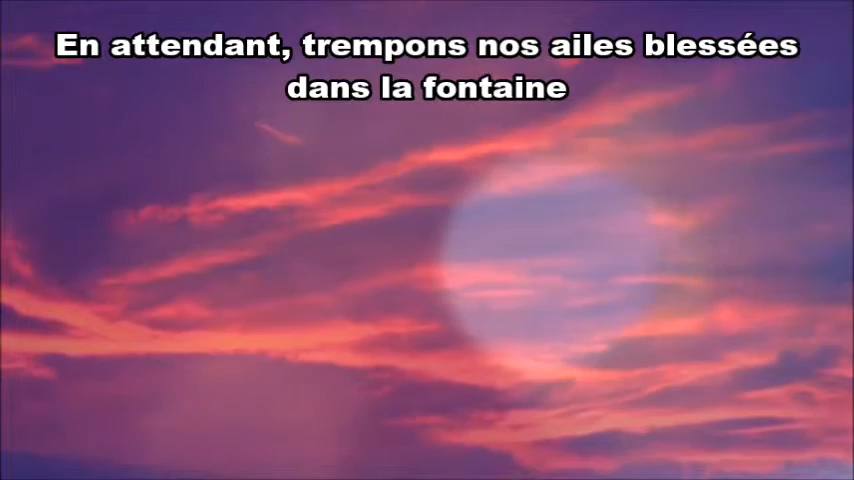 En attendant, trempons nos ailes blessées
dans la fontaine